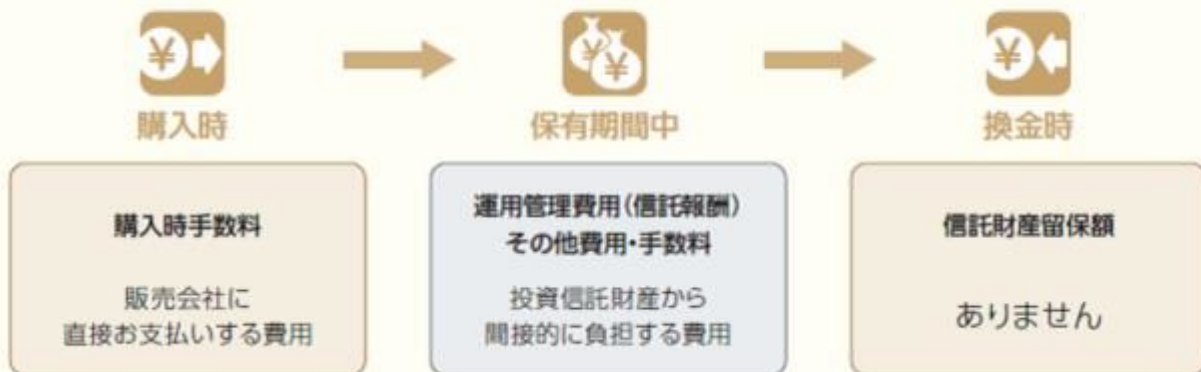 購入時
保有期間中
換金時
購入時手数料
販売会社に
直接お支払いする費用
運用管理費用(信託報酬)
その他費用・手数料
投資信託財産から
間接的に負担する費用
信託財産留保額
ありません